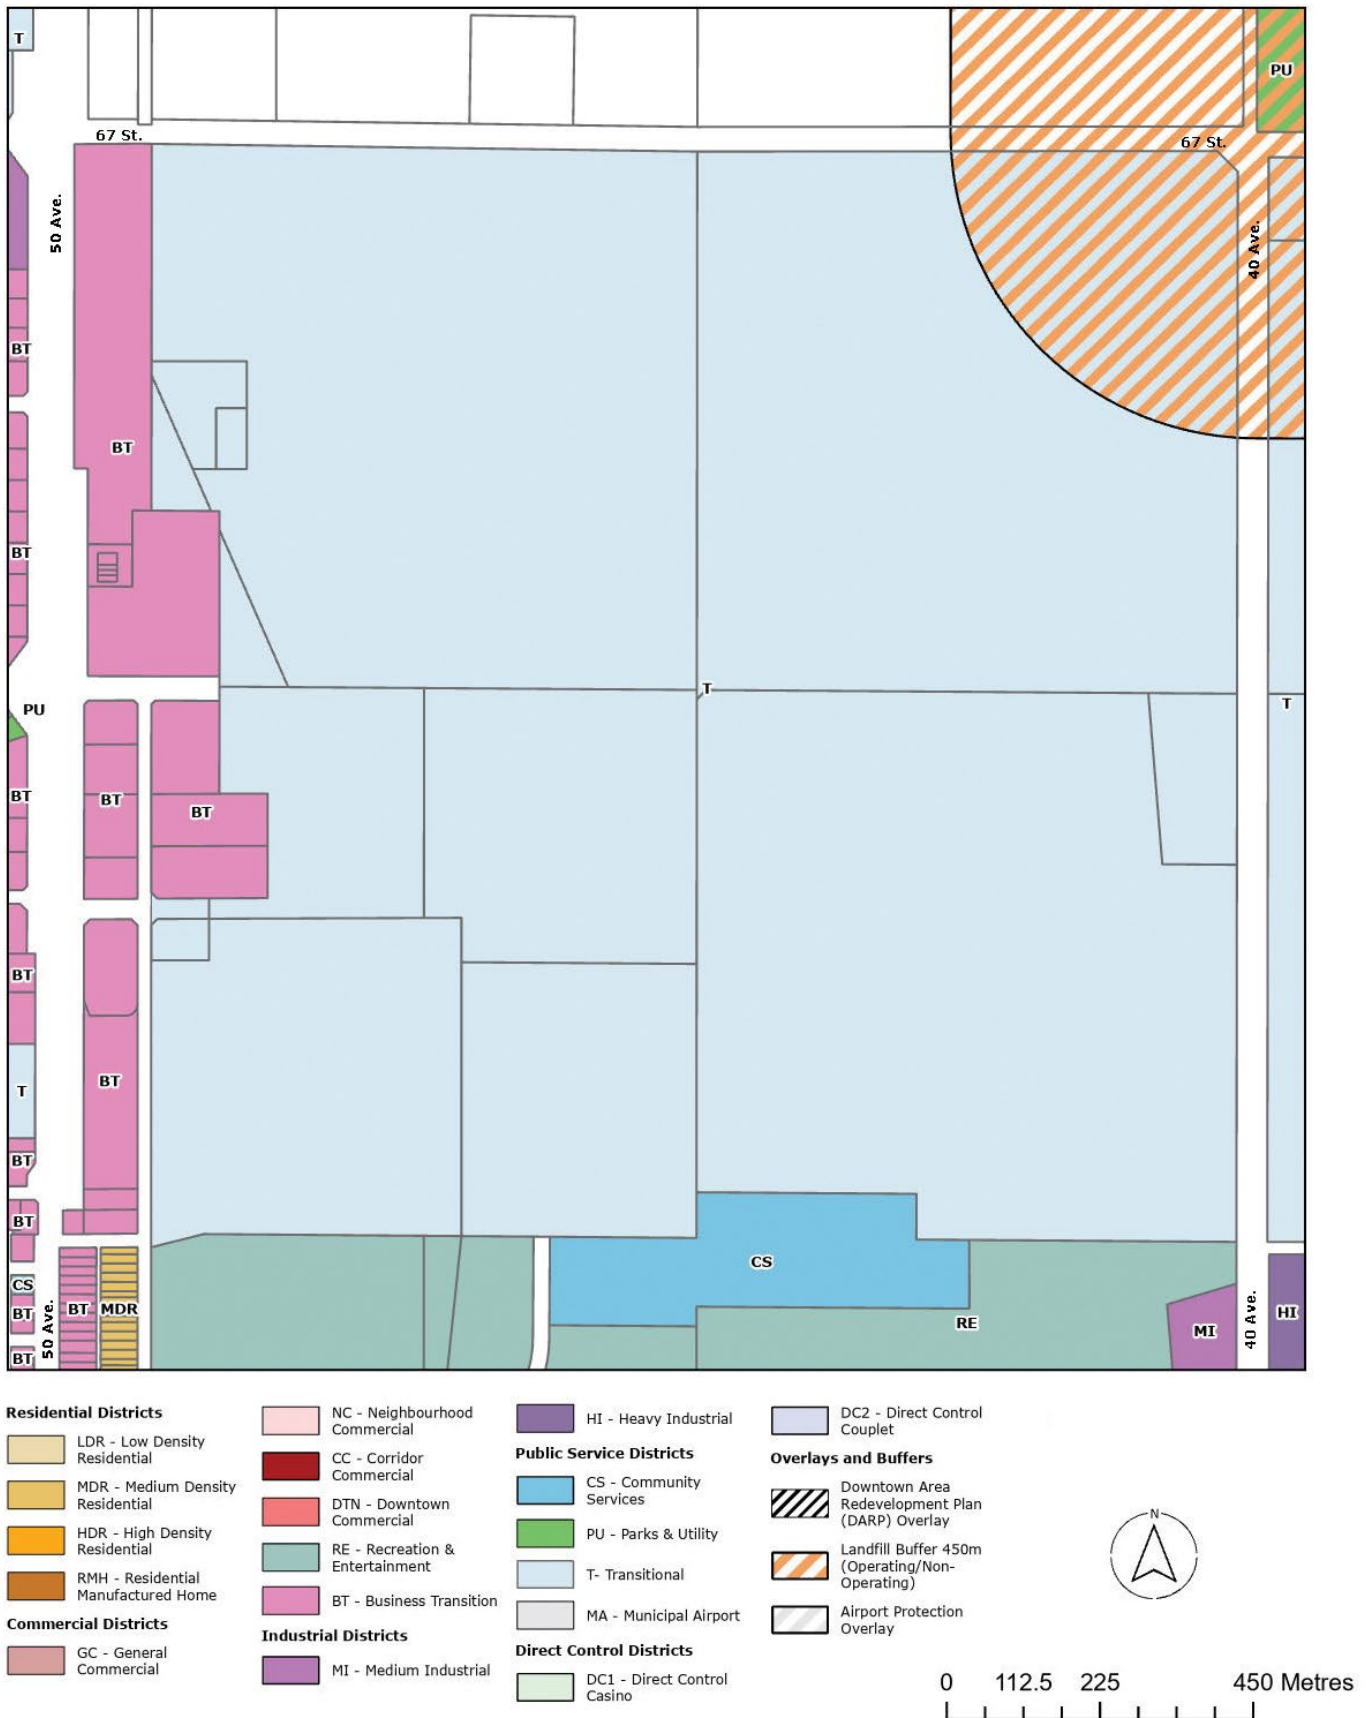 T
PU
67 St.
67 St.
50 Ave.
40 Ave.
BT
BT
BT
T
T
PU
BT
BT
BT
BT
BT
T
BT
BT
CS
CS
BT
BT
MDR
RE
MI
HI
BT
50 Ave.
40 Ave.
Residential Districts
LDR - Low Density
Residential
MDR - Medium Density
Residential
HDR - High Density
Residential
RMH - Residential
Manufactured Home
Commercial Districts
GC - General
Commercial
NC - Neighbourhood
Commercial
CC - Corridor
Commercial
DTN - Downtown
Commercial
RE - Recreation &
Entertainment
BT - Business Transition
Industrial Districts
MI - Medium Industrial
HI - Heavy Industrial
Public Service Districts
CS - Community
Services
PU - Parks & Utility
T- Transitional
MA - Municipal Airport
Direct Control Districts
DC1 - Direct Control
Casino
DC2 - Direct Control
Couplet
Overlays and Buffers
Downtown Area
Redevelopment Plan
(DARP) Overlay
Landfill Buffer 450m
(Operating/Non-
Operating)
Airport Protection
Overlay
N
0 112.5 225 450 Metres